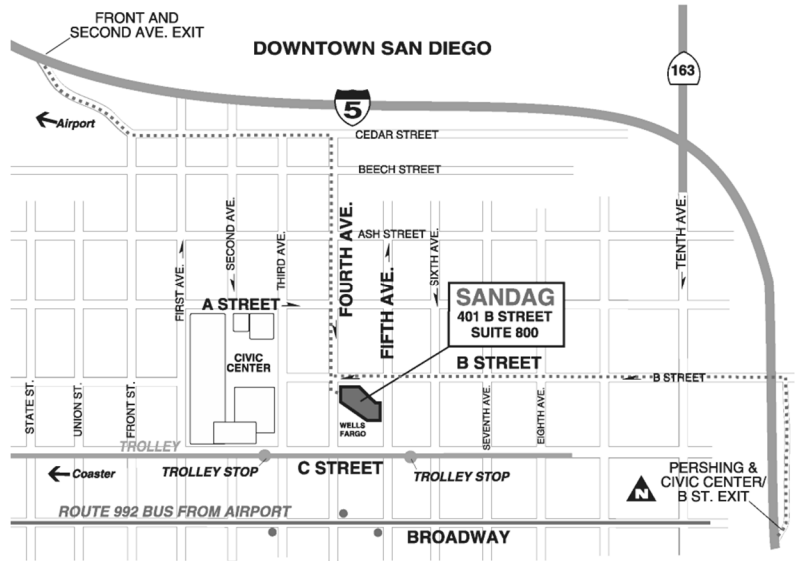 FRONT AND
SECOND AVE. EXIT
DOWNTOWN SAN DIEGO
163
5
Airport
CEDAR STREET
BEECH STREET
ASH STREET
FIRST AVE.
SECOND AVE.
THIRD AVE.
FOURTH AVE.
FIFTH AVE.
SIXTH AVE.
TENTH AVE.
A STREET
SANDAG
401 B STREET
SUITE 800
CIVIC
CENTER
B STREET
B STREET
STATE ST.
UNION ST.
FRONT ST.
WELLS
FARGO
SEVENTH AVE.
EIGHTH AVE.
TROLLEY
Coaster
TROLLEY STOP
C STREET
TROLLEY STOP
PERSHING &
CIVIC CENTER/
B ST. EXIT
N
ROUTE 992 BUS FROM AIRPORT
BROADWAY